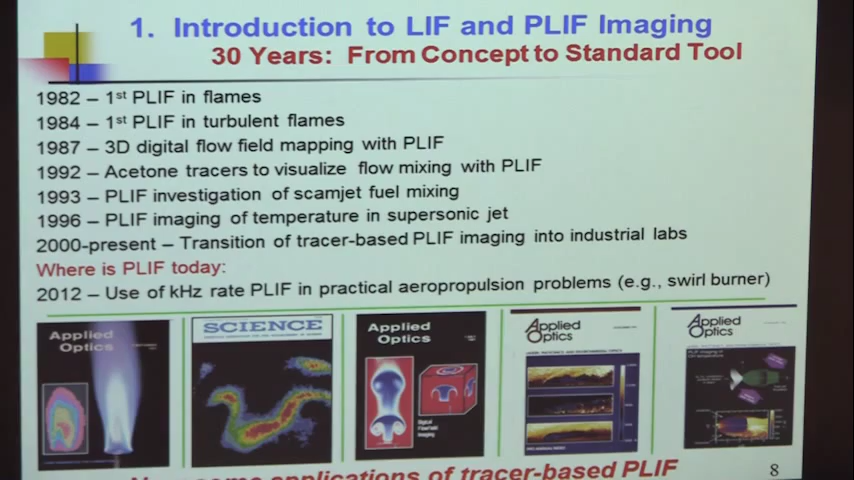 1. Introduction to LIF and PLIF Imaging
30 Years: From Concept to Standard Tool
1982 – 1st PLIF in flames
1984 – 1st PLIF in turbulent flames
1987 – 3D digital flow field mapping with PLIF
1992 – Acetone tracers to visualize flow mixing with PLIF
1993 – PLIF investigation of scamjet fuel mixing
1996 – PLIF imaging of temperature in supersonic jet
2000-present – Transition of tracer-based PLIF imaging into industrial labs
Where is PLIF today:
2012 – Use of kHz rate PLIF in practical aeropropulsion problems (e.g., swirl burner)
Applied
Optics
SCIENCE
Applied
Optics
Digital
Flowfield
Imaging
Applied
Optics
Applied
Optics
applications of tracer-based PLIF
8